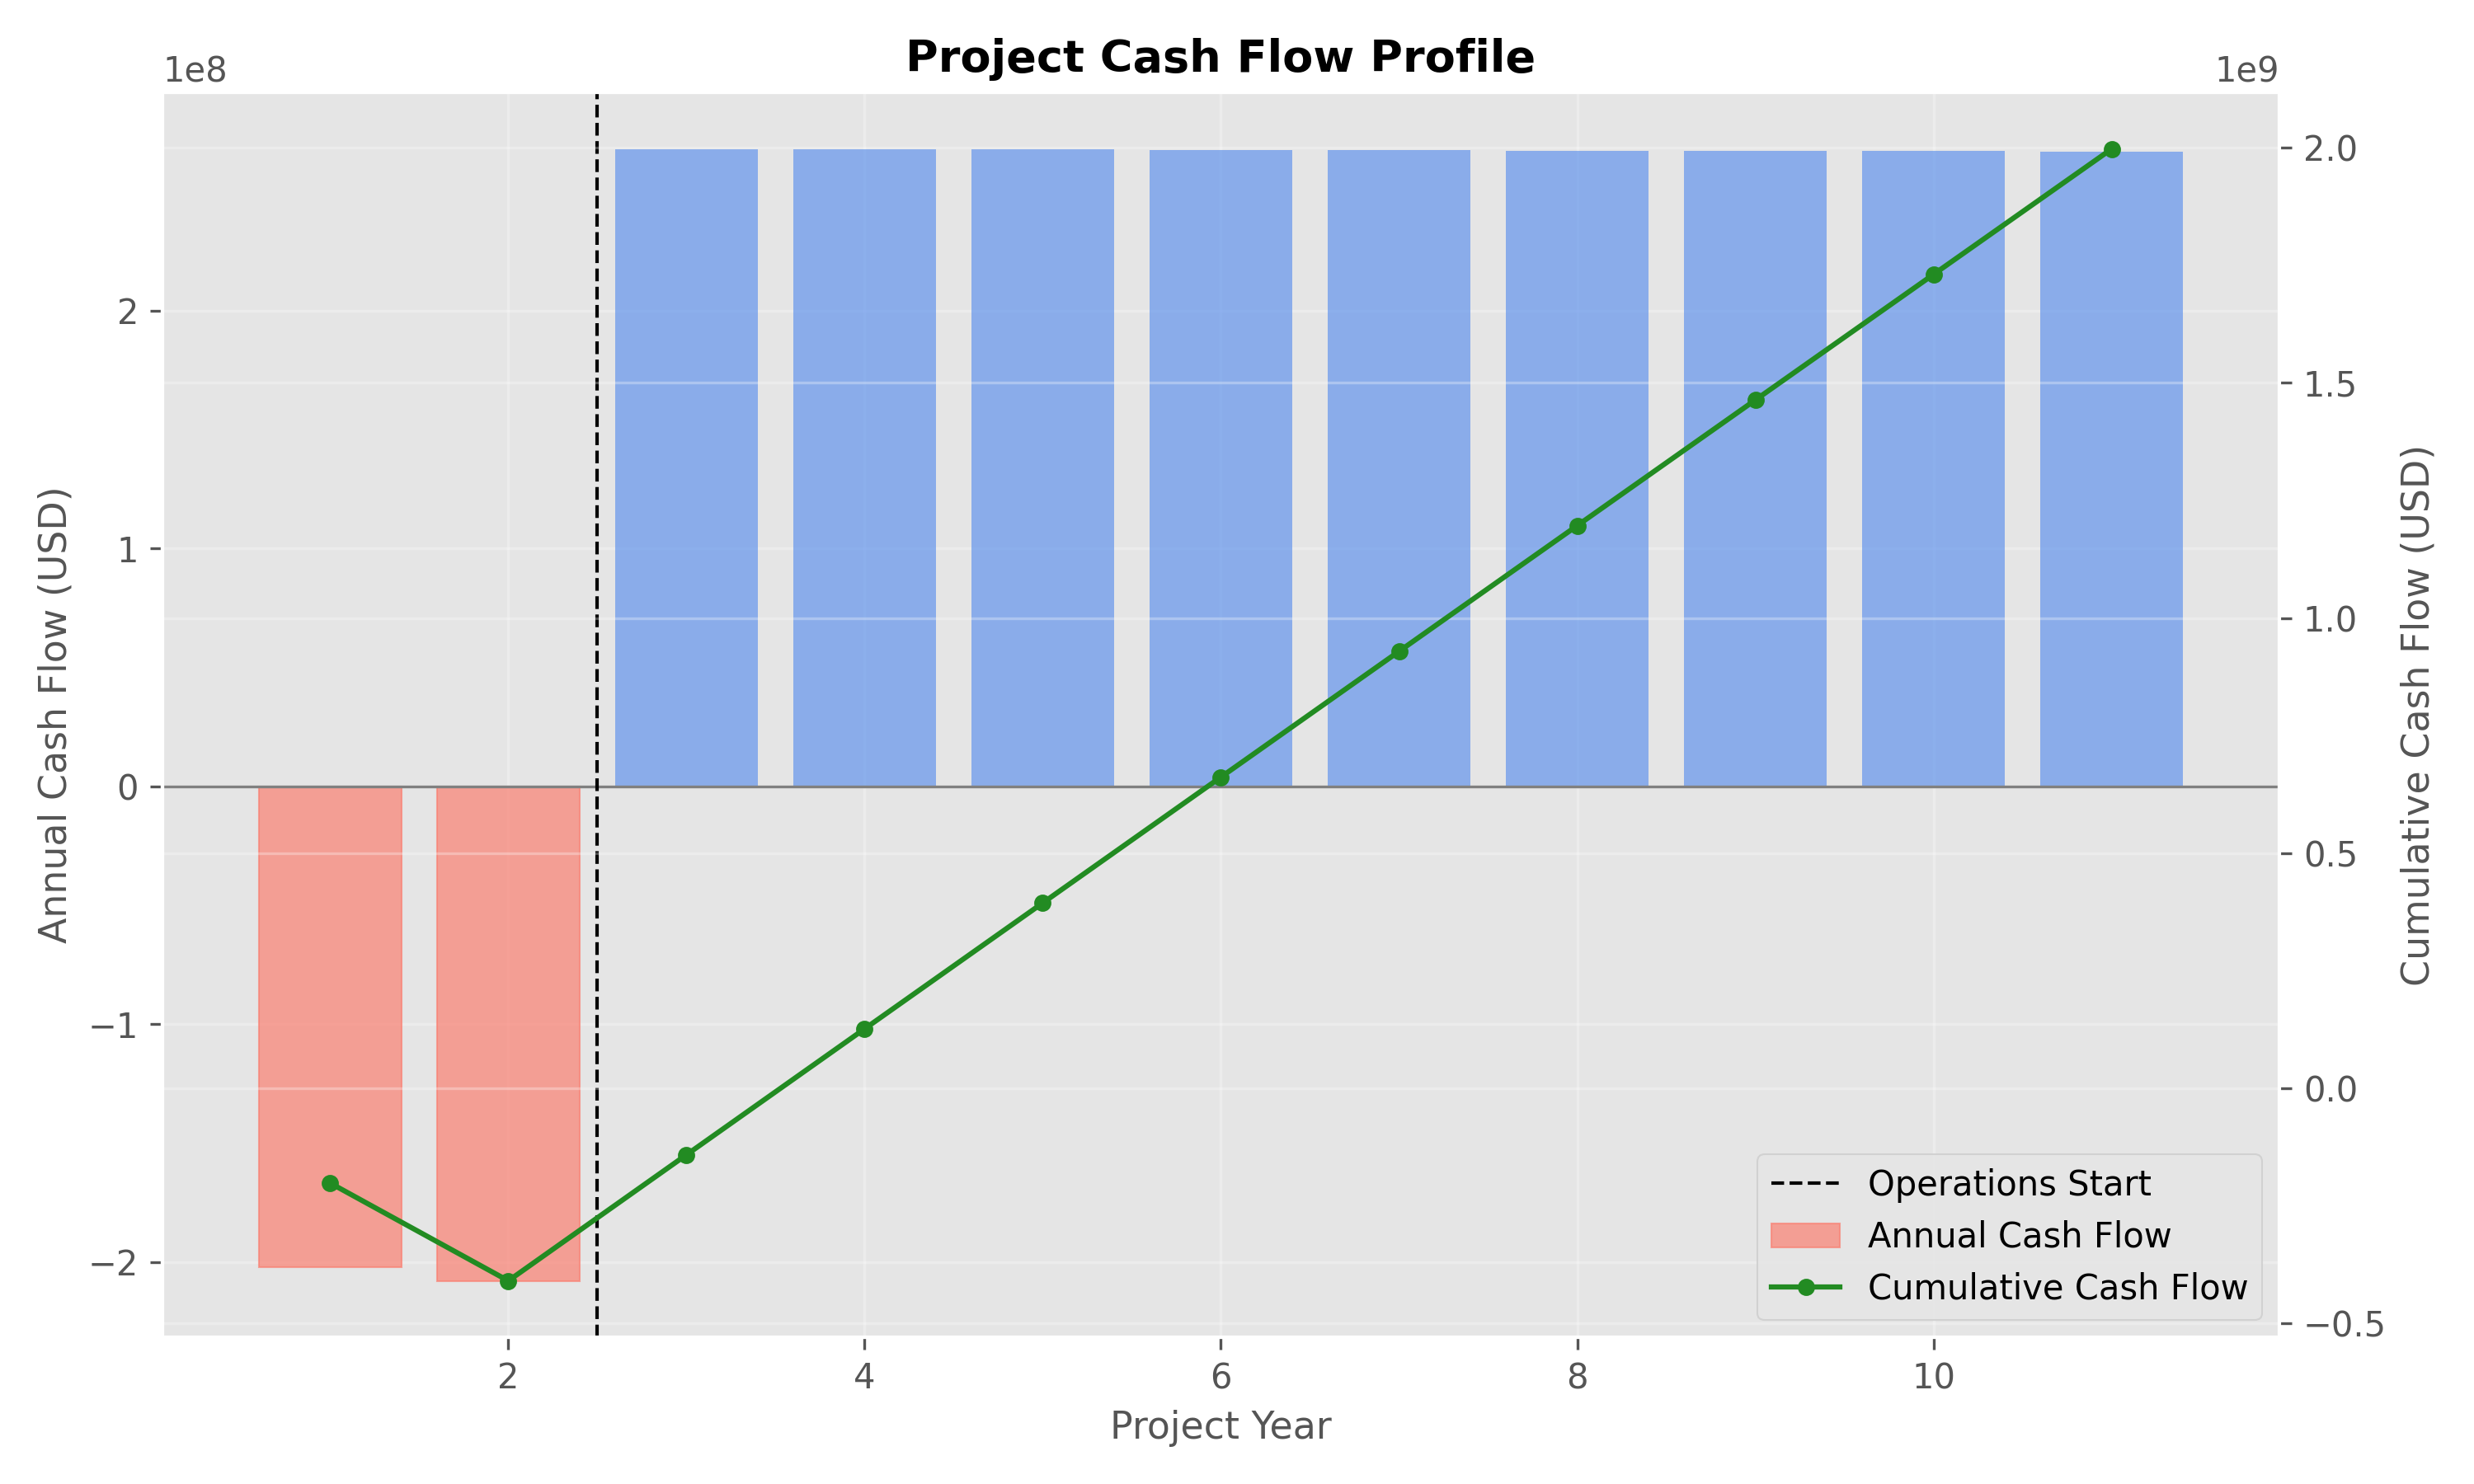 Project Cash Flow Profile
1e8
1e9
2
1
0
−1
−2
Annual Cash Flow (USD)
2.0
1.5
1.0
0.5
0.0
−0.5
Cumulative Cash Flow (USD)
Operations Start
Annual Cash Flow
Cumulative Cash Flow
2 4 6 8 10
Project Year